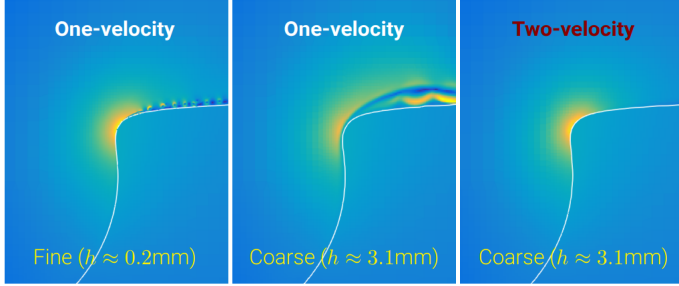 One-velocity
One-velocity
Two-velocity
Fine (h ≈ 0.2mm)
Coarse (h ≈ 3.1mm)
Coarse (h ≈ 3.1mm)